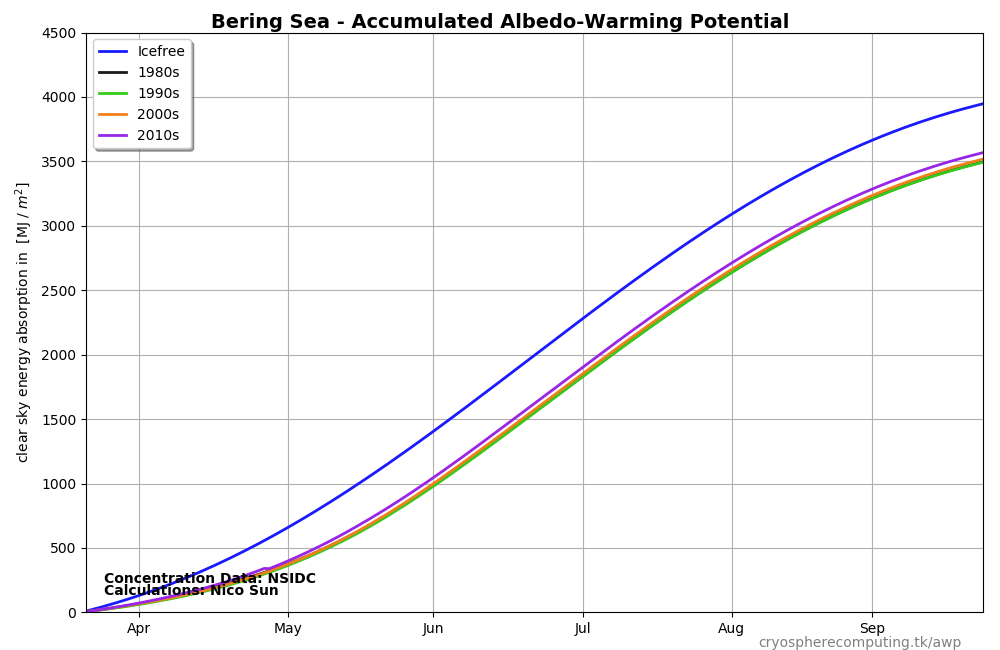 Bering Sea - Accumulated Albedo-Warming Potential
4500
4000
3500
3000
2500
2000
1500
1000
500
0
clear sky energy absorption in [MJ / m²]
Icefree
1980s
1990s
2000s
2010s
Concentration Data: NSIDC
Calculations: Nico Sun
Apr
May
Jun
Jul
Aug
Sep
cryospherecomputing.tk/awp